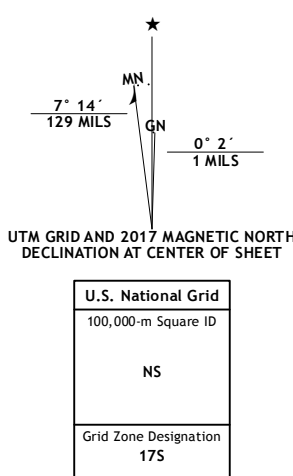 ★
MN
7° 14´
129 MILS
GN
0° 2´
1 MILS
UTM GRID AND 2017 MAGNETIC NORTH
DECLINATION AT CENTER OF SHEET
U.S. National Grid
100,000-m Square ID
NS
Grid Zone Designation
17S